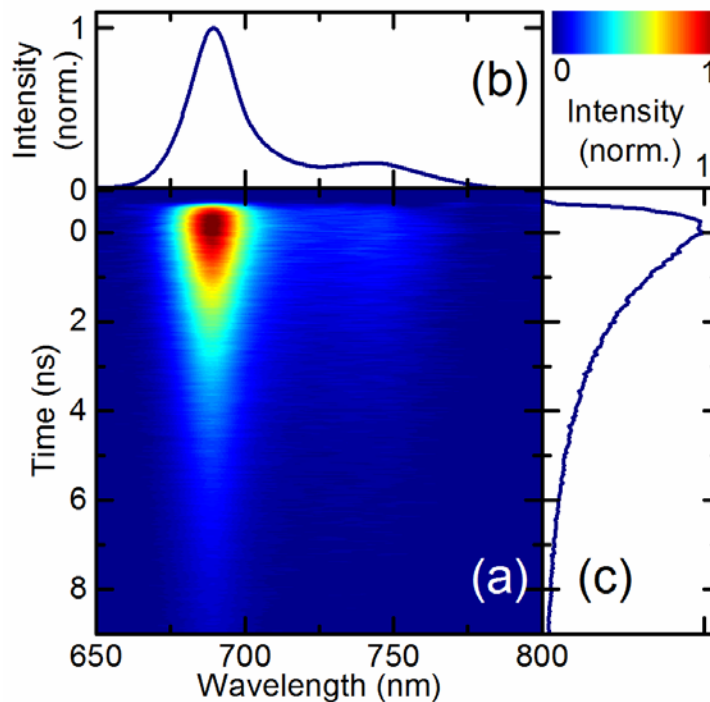 1
(b)
0
1
Intensity
(norm.)
Intensity
(norm.)
1
0
0
2
4
6
8
Time (ns)
(a)
(c)
650
700
750
800
Wavelength (nm)